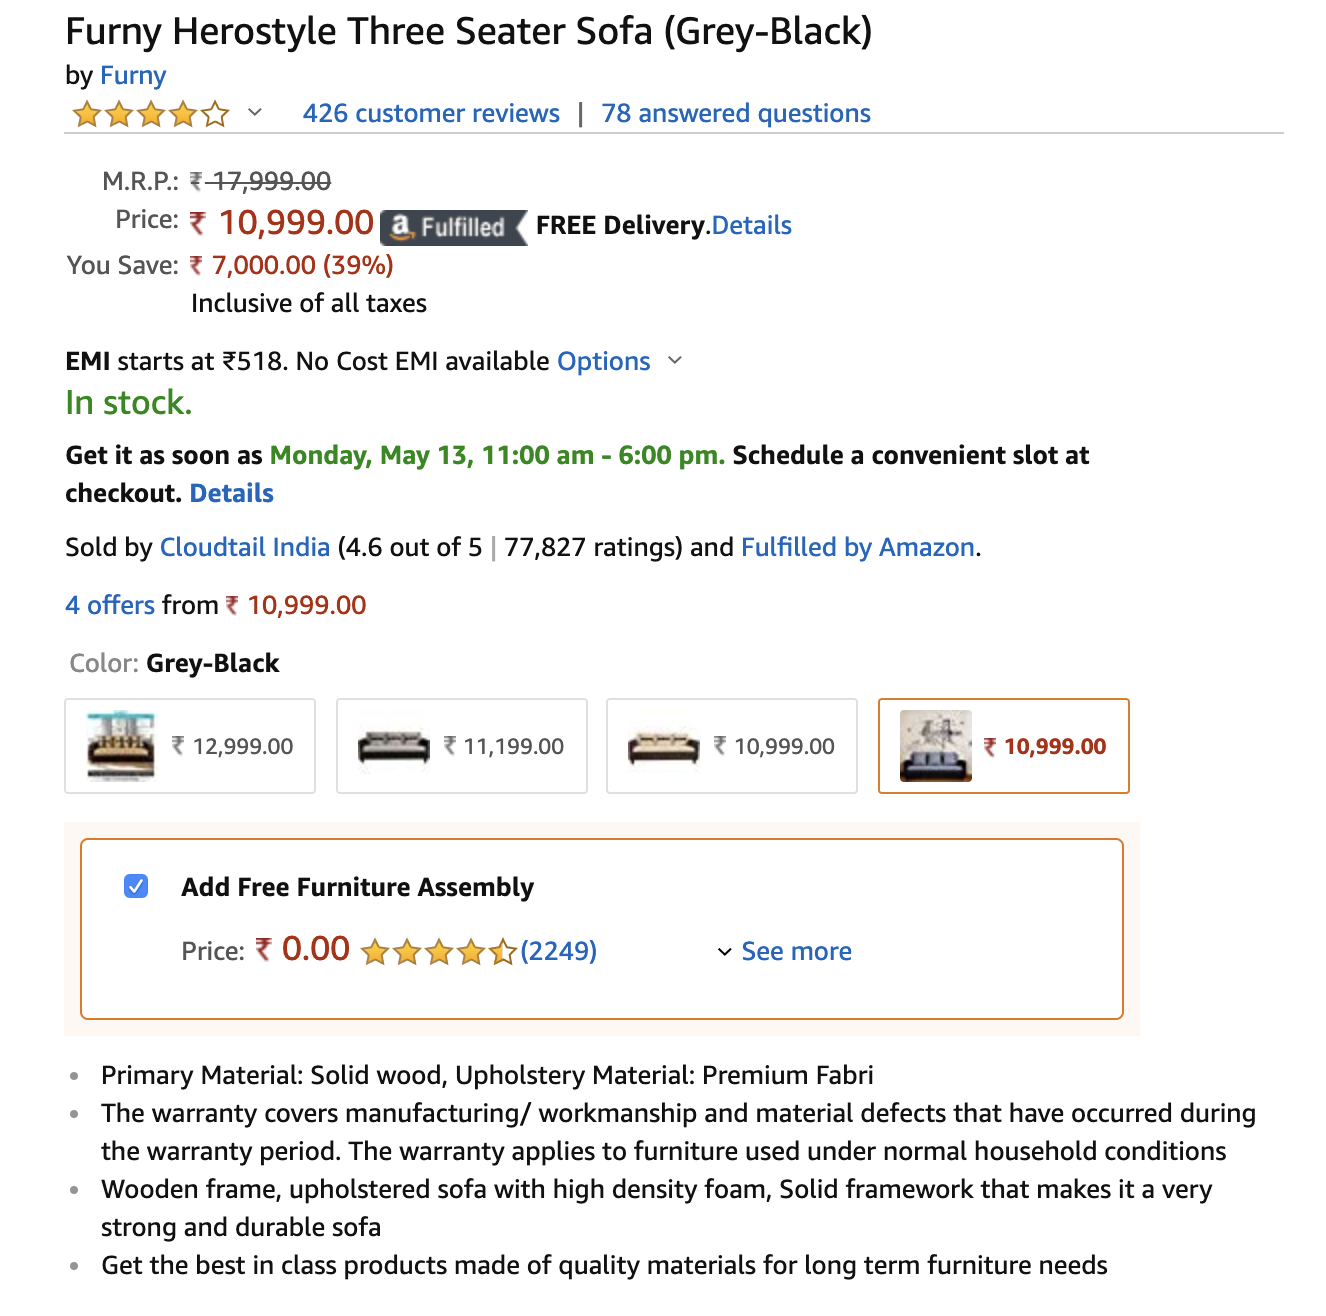 Furny Herostyle Three Seater Sofa (Grey-Black)
by Furny
426 customer reviews | 78 answered questions
M.R.P.: ₹ 17,999.00
Price: ₹ 10,999.00 a Fulfilled FREE Delivery.Details
You Save: ₹ 7,000.00 (39%)
Inclusive of all taxes
EMI starts at ₹518. No Cost EMI available Options
In stock.
Get it as soon as Monday, May 13, 11:00 am - 6:00 pm. Schedule a convenient slot at
checkout. Details
Sold by Cloudtail India (4.6 out of 5 | 77,827 ratings) and Fulfilled by Amazon.
4 offers from ₹ 10,999.00
Color: Grey-Black
₹ 12,999.00 ₹ 11,199.00 ₹ 10,999.00 ₹ 10,999.00
Add Free Furniture Assembly
Price: ₹ 0.00 (2249) See more
• Primary Material: Solid wood, Upholstery Material: Premium Fabri
• The warranty covers manufacturing/ workmanship and material defects that have occurred during
the warranty period. The warranty applies to furniture used under normal household conditions
• Wooden frame, upholstered sofa with high density foam, Solid framework that makes it a very
strong and durable sofa
• Get the best in class products made of quality materials for long term furniture needs